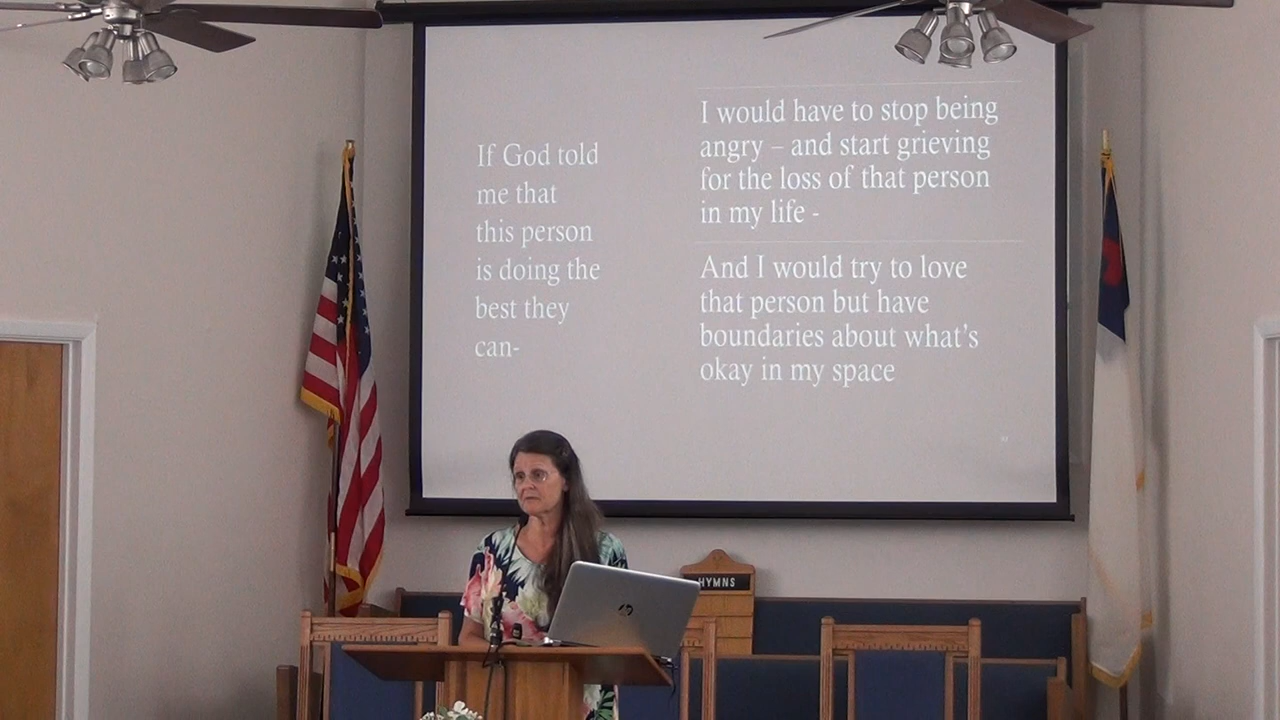 If God told
me that
this person
is doing the
best they
can-
I would have to stop being
angry – and start grieving
for the loss of that person
in my life -
And I would try to love
that person but have
boundaries about what's
okay in my space
HYMNS
hp